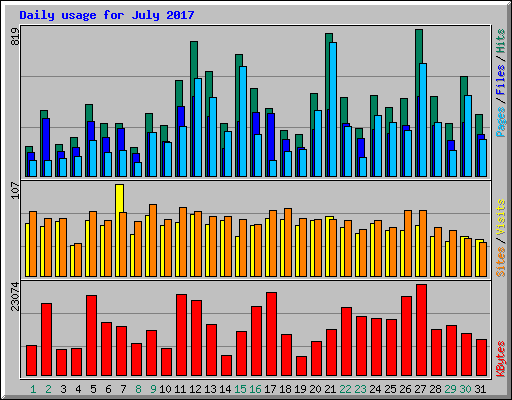 Daily usage for July 2017
819
Pages / Files / Hits
107
Sites / Visits
23074
KBytes
1 2 3 4 5 6 7 8 9 10 11 12 13 14 15 16 17 18 19 20 21 22 23 24 25 26 27 28 29 30 31